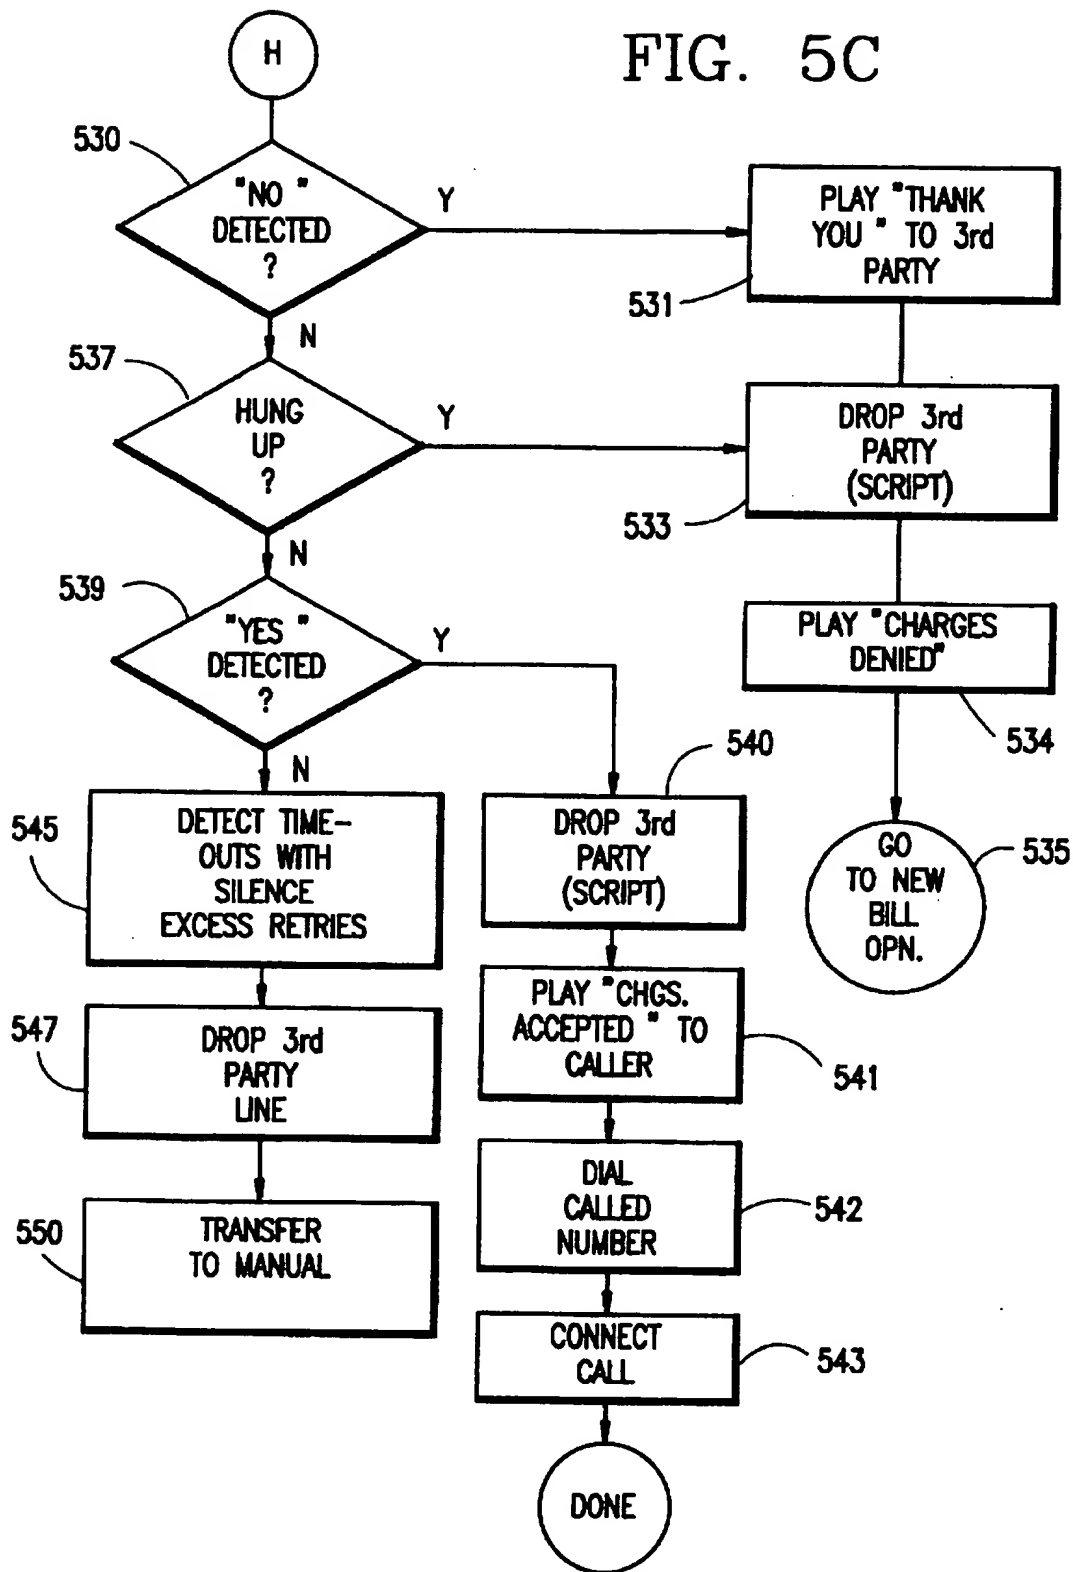 FIG. 5C
H
530
"NO"
DETECTED
?
Y
N
PLAY "THANK
YOU" TO 3rd
PARTY
531
537
HUNG
UP
?
Y
N
DROP 3rd
PARTY
(SCRIPT)
533
539
"YES"
DETECTED
?
Y
N
PLAY "CHARGES
DENIED"
534
GO
TO NEW
BILL
OPN.
535
545
DETECT TIME-
OUTS WITH
SILENCE
EXCESS RETRIES
540
DROP 3rd
PARTY
(SCRIPT)
547
DROP 3rd
PARTY
LINE
PLAY "CHGS.
ACCEPTED" TO
CALLER
541
550
TRANSFER
TO MANUAL
DIAL
CALLED
NUMBER
542
CONNECT
CALL
543
DONE